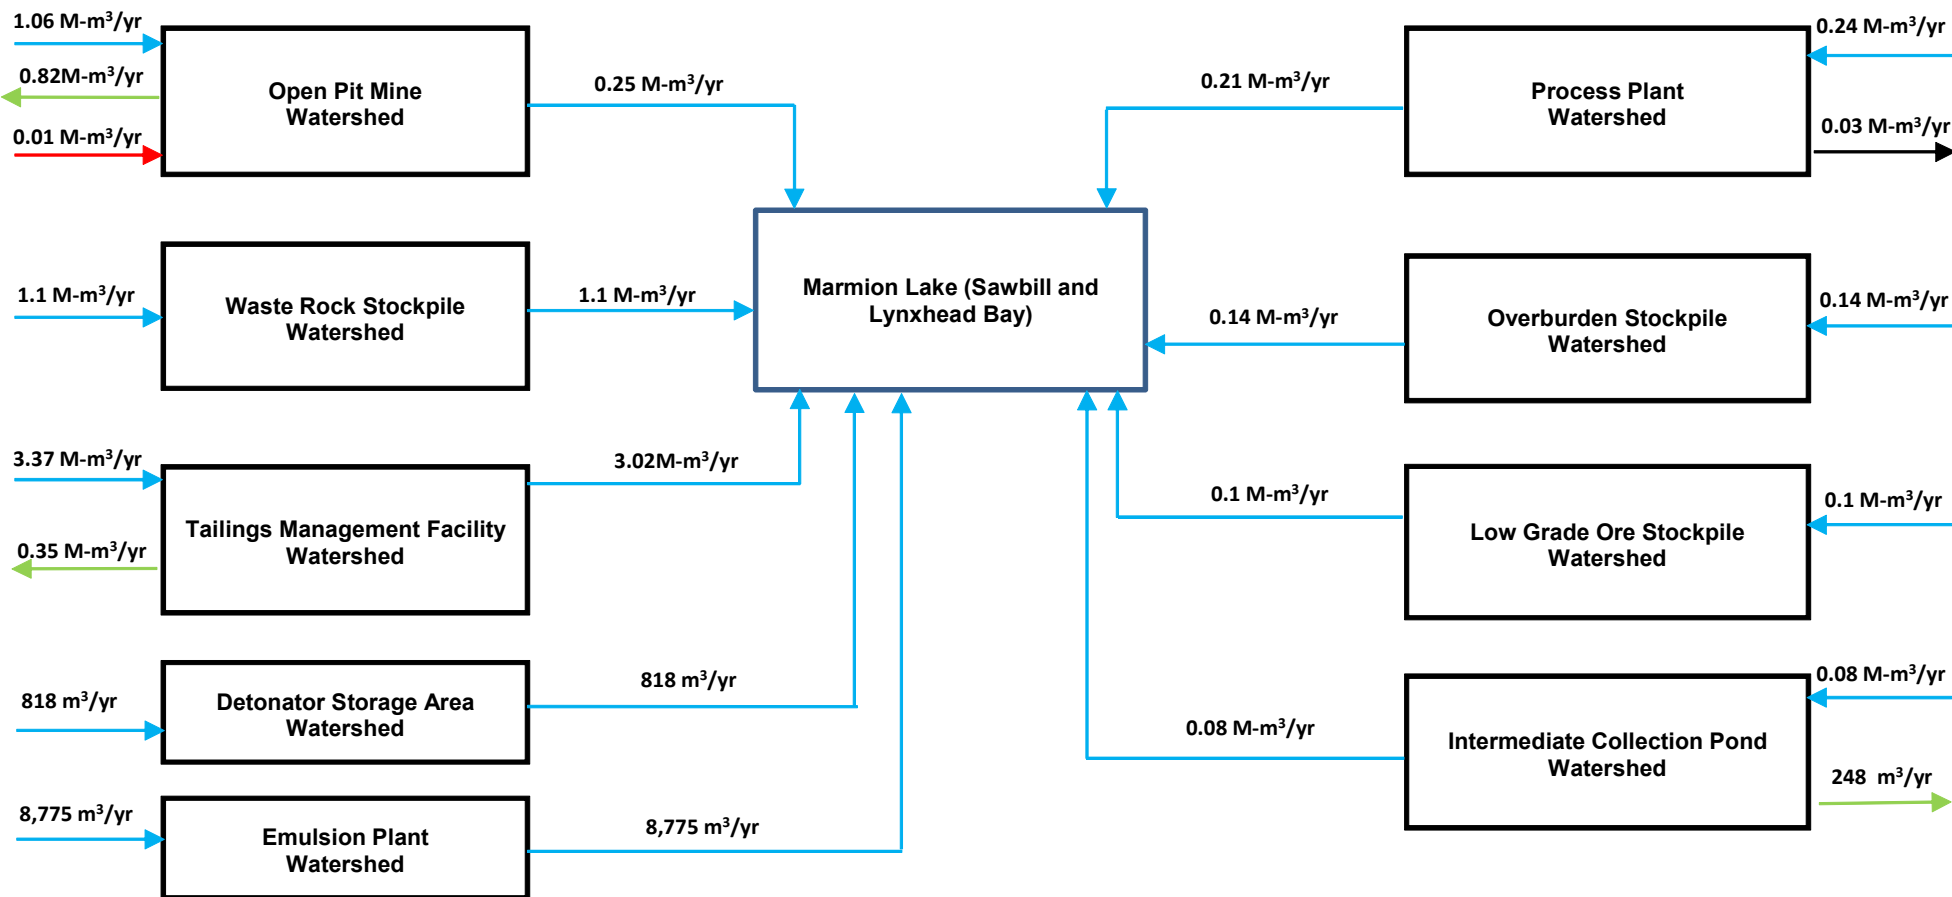 1.06 M-m³/yr
0.82M-m³/yr
0.01 M-m³/yr
Open Pit Mine
Watershed
0.25 M-m³/yr
0.21 M-m³/yr
Process Plant
Watershed
0.24 M-m³/yr
0.03 M-m³/yr
1.1 M-m³/yr
Waste Rock Stockpile
Watershed
1.1 M-m³/yr
Marmion Lake (Sawbill and
Lynxhead Bay)
0.14 M-m³/yr
Overburden Stockpile
Watershed
0.14 M-m³/yr
3.37 M-m³/yr
0.35 M-m³/yr
Tailings Management Facility
Watershed
3.02M-m³/yr
0.1 M-m³/yr
Low Grade Ore Stockpile
Watershed
0.1 M-m³/yr
818 m³/yr
Detonator Storage Area
Watershed
818 m³/yr
0.08 M-m³/yr
Intermediate Collection Pond
Watershed
0.08 M-m³/yr
248 m³/yr
8,775 m³/yr
Emulsion Plant
Watershed
8,775 m³/yr